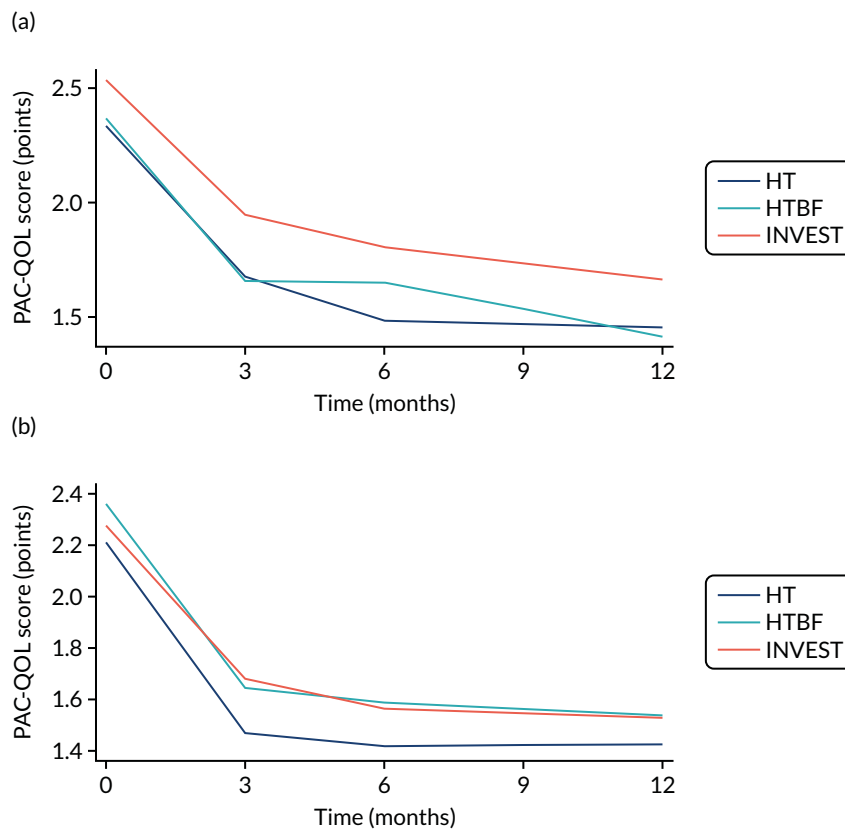 (a)
2.5
2.0
1.5
PAC-QOL score (points)
0 3 6 9 12
Time (months)
HT
HTBF
INVEST
(b)
2.4
2.2
2.0
1.8
1.6
1.4
PAC-QOL score (points)
0 3 6 9 12
Time (months)
HT
HTBF
INVEST